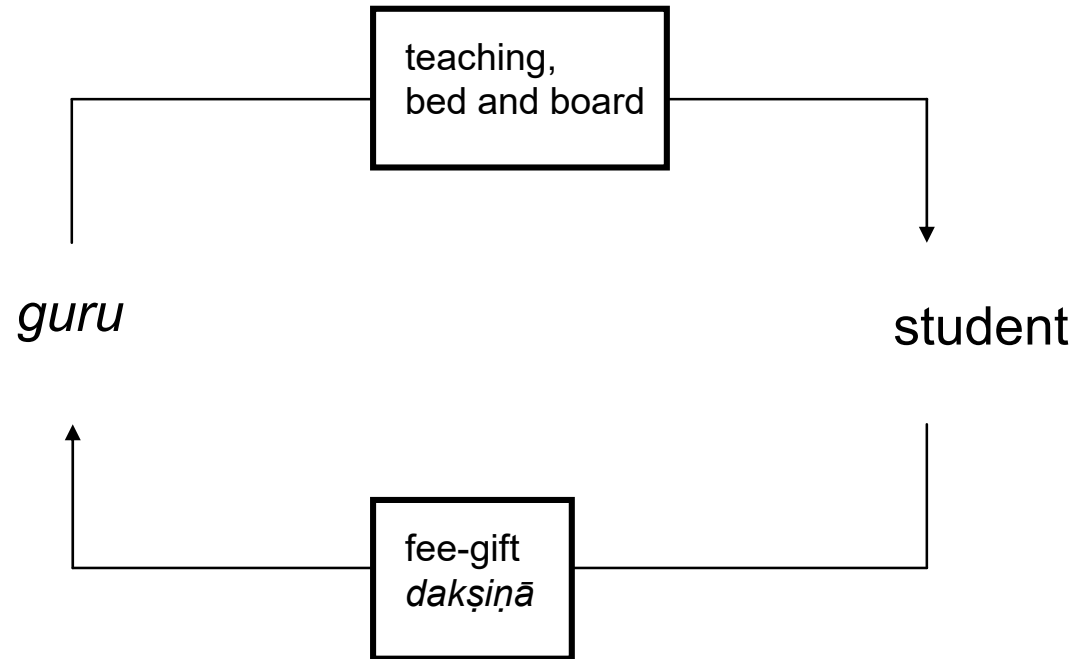 teaching,
bed and board
guru
student
fee-gift
dakṣiṇā